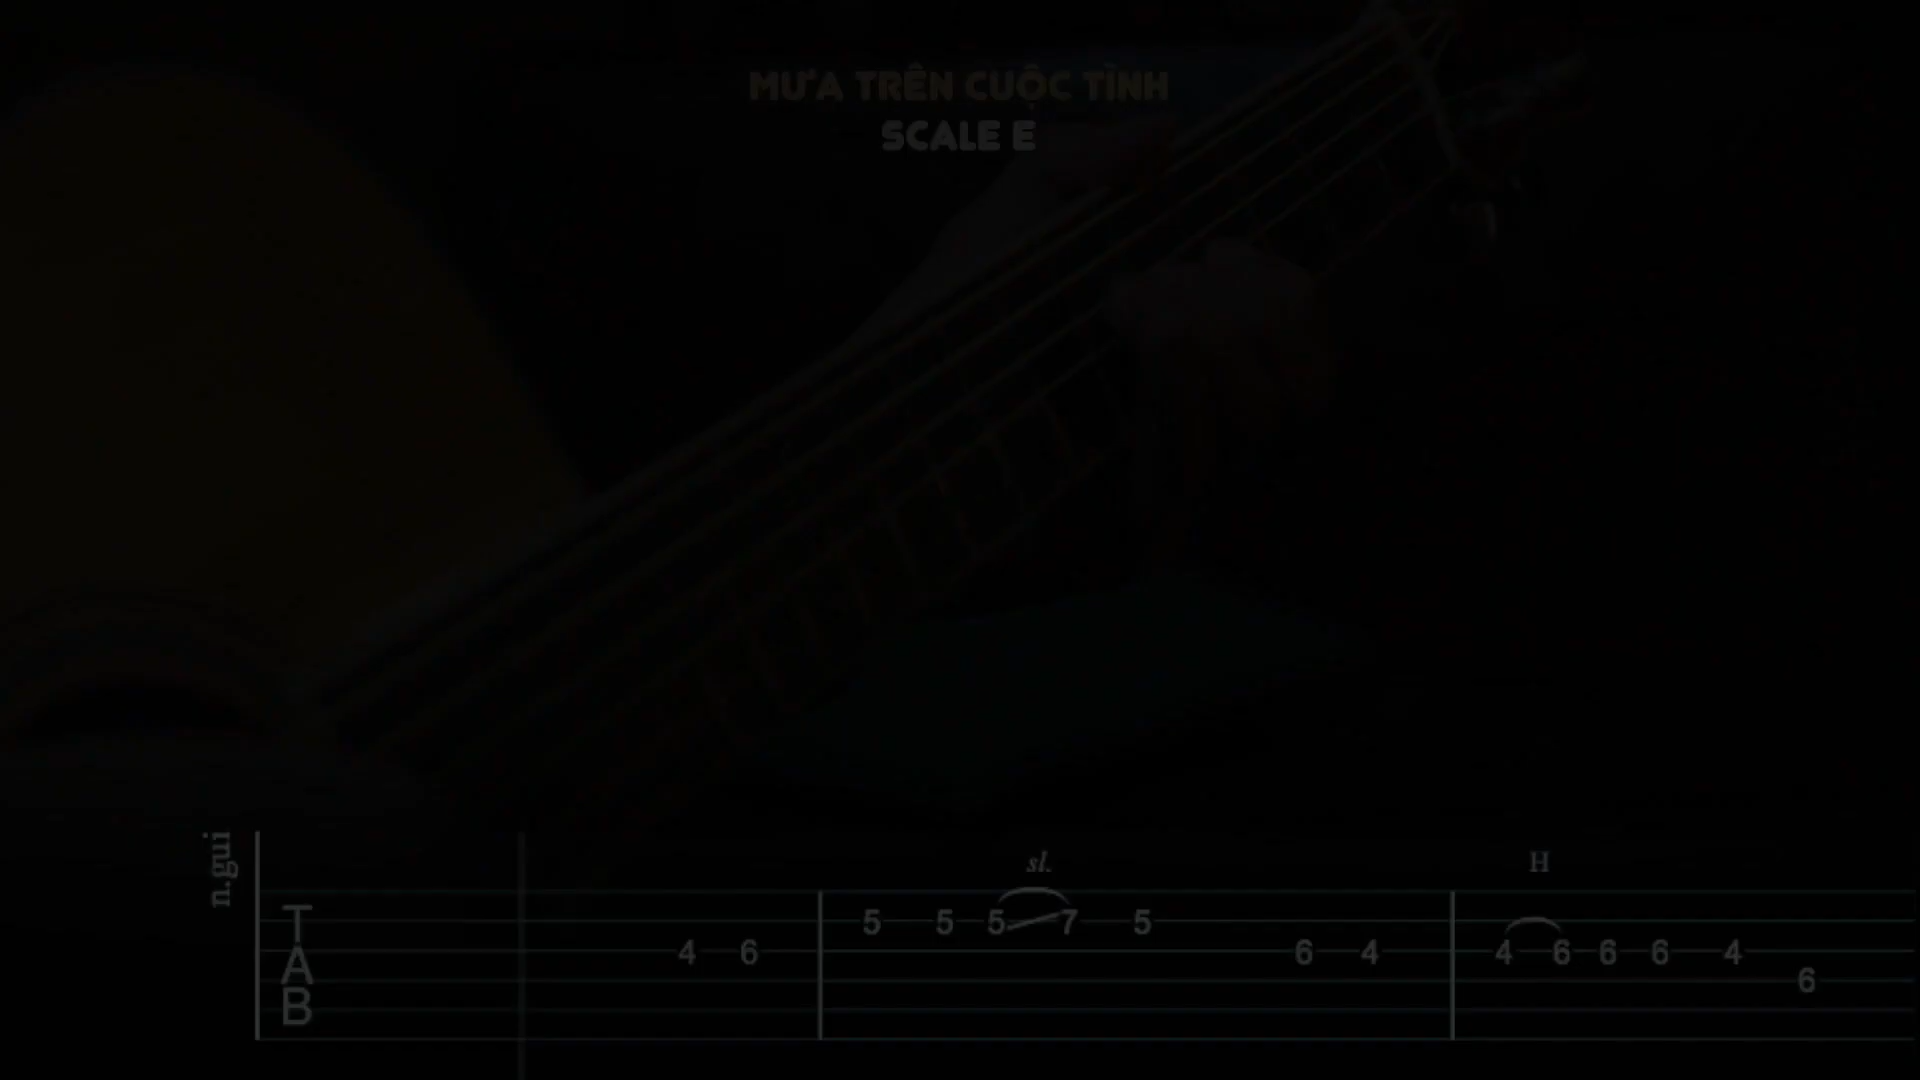 MƯA TRÊN CUỘC TÌNH
SCALE E
n.gui
sl. H
T
A
B
5 5 5 7 5
4 6 6 4 4 6 6 6 4
6